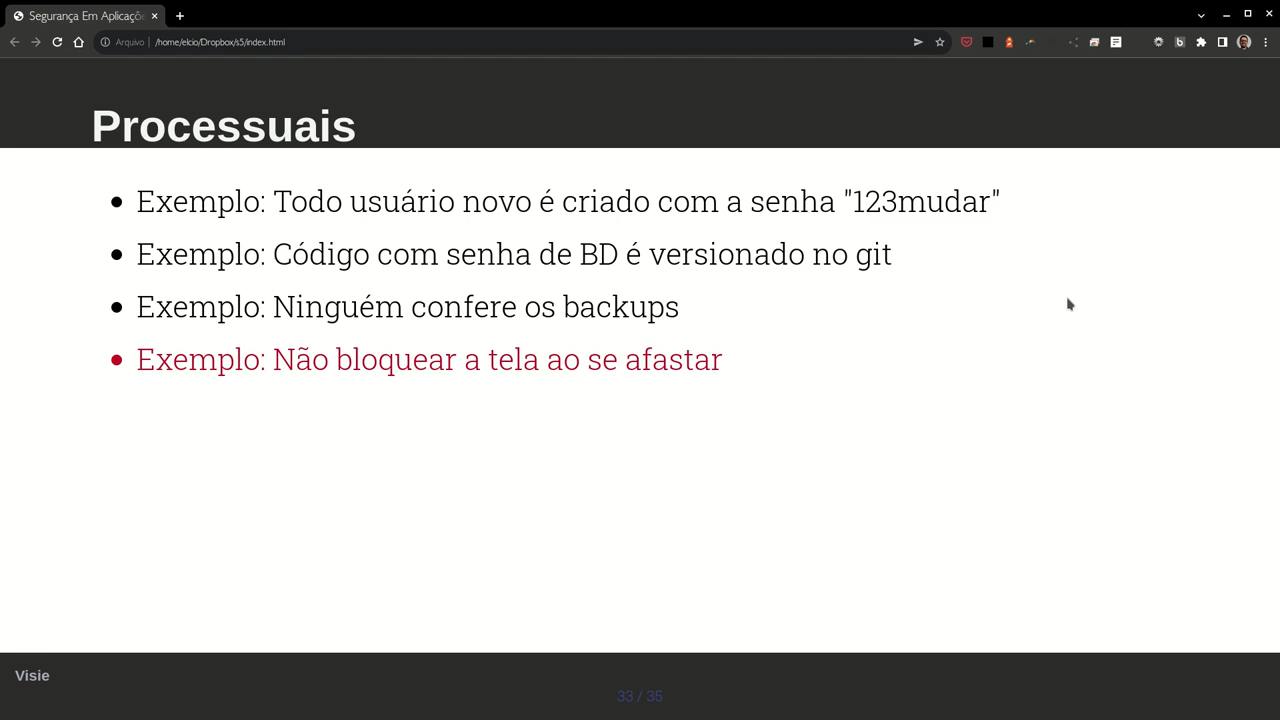 Segurança Em Aplicaçõe
Arquivo
/home/elcio/Dropbox/s5/index.html
Processuais
Exemplo: Todo usuário novo é criado com a senha "123mudar"
Exemplo: Código com senha de BD é versionado no git
Exemplo: Ninguém confere os backups
Exemplo: Não bloquear a tela ao se afastar
Visie
33 / 35